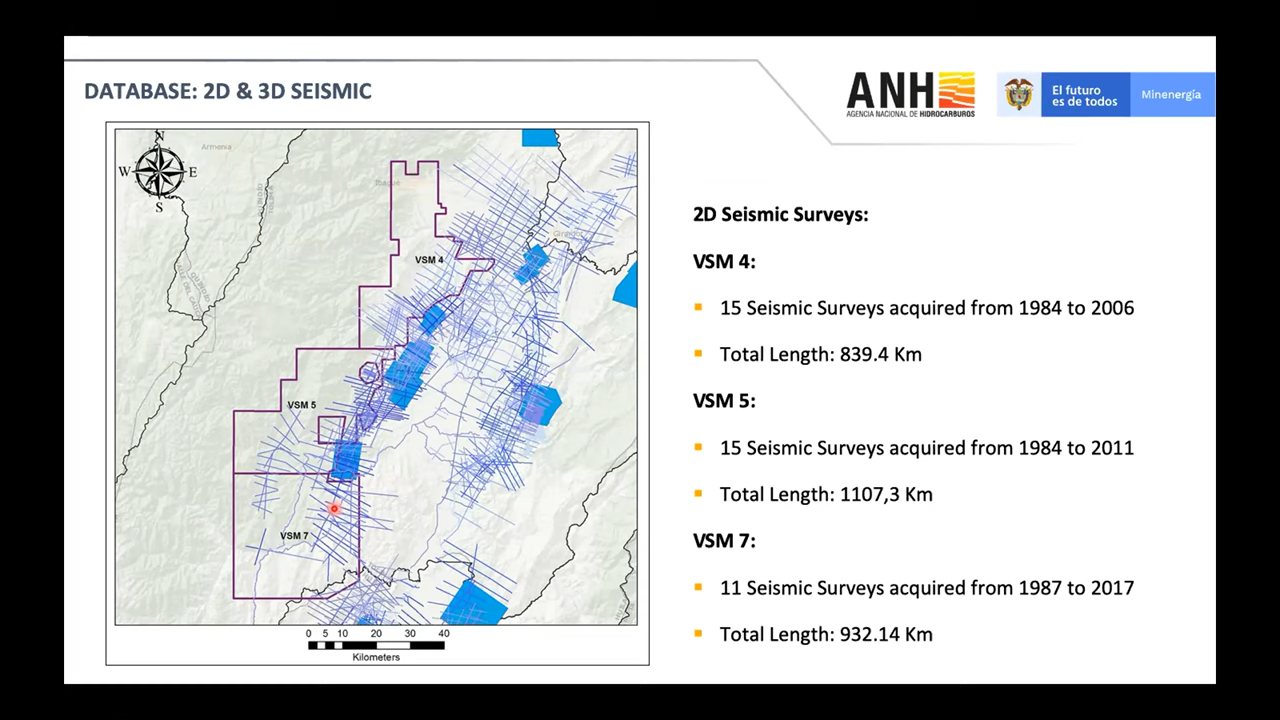 DATABASE: 2D & 3D SEISMIC
ANH
AGENCIA NACIONAL DE HIDROCARBUROS
El futuro
es de todos
Minenergía
N
W
E
S
Armenia
Ibague
VSM 4
VSM 5
VSM 7
0 5 10 20 30 40
Kilometers
2D Seismic Surveys:
VSM 4:
15 Seismic Surveys acquired from 1984 to 2006
Total Length: 839.4 Km
VSM 5:
15 Seismic Surveys acquired from 1984 to 2011
Total Length: 1107,3 Km
VSM 7:
11 Seismic Surveys acquired from 1987 to 2017
Total Length: 932.14 Km